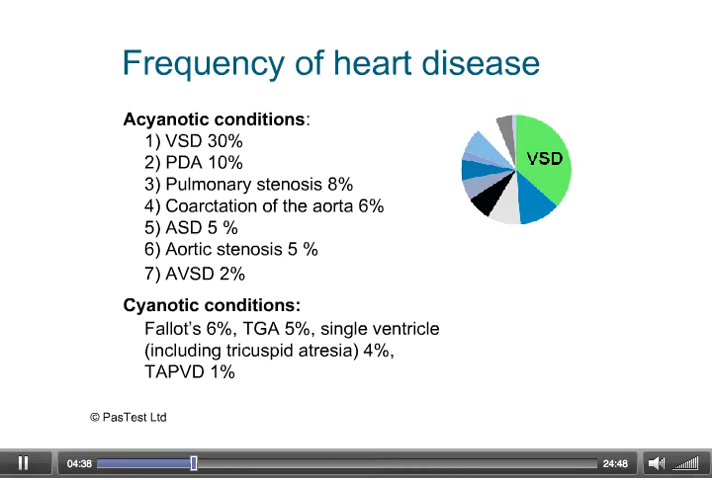 Frequency of heart disease
Acyanotic conditions:
1) VSD 30%
2) PDA 10%
3) Pulmonary stenosis 8%
4) Coarctation of the aorta 6%
5) ASD 5 %
6) Aortic stenosis 5 %
7) AVSD 2%
VSD
Cyanotic conditions:
Fallot's 6%, TGA 5%, single ventricle
(including tricuspid atresia) 4%,
TAPVD 1%
© PasTest Ltd
04:38
24:48